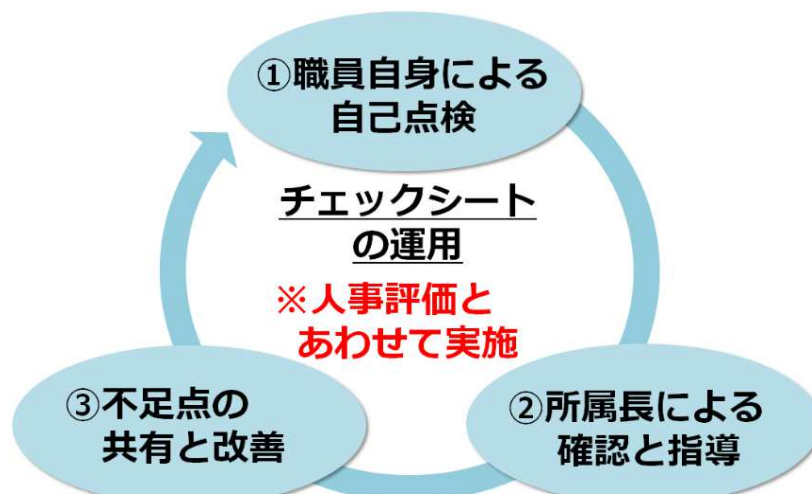 ①職員自身による
自己点検
チェックシート
の運用
※人事評価と
あわせて実施
③不足点の
共有と改善
②所属長による
確認と指導